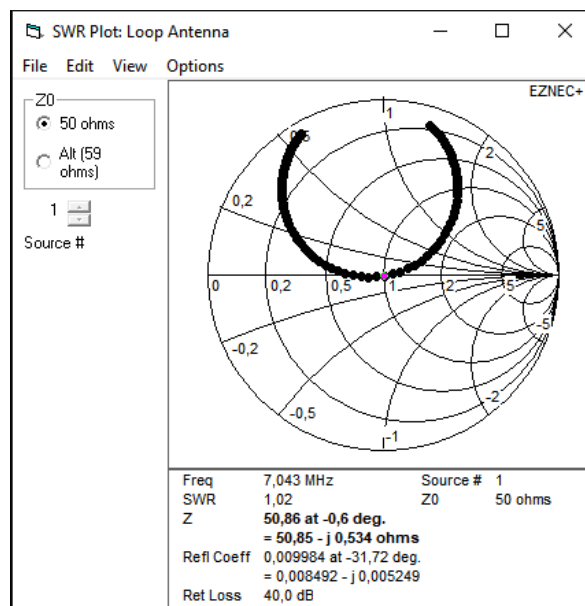 SWR Plot: Loop Antenna
File Edit View Options
EZNEC+
Z0
50 ohms
Alt (59
ohms)
1
Source #
1
0,5
2
0,2
5
0 0,2 0,5 1 2 5
-0,2
-5
-0,5
-2
-1
Freq 7,043 MHz Source # 1
SWR 1,02 Z0 50 ohms
Z 50,86 at -0,6 deg.
= 50,85 - j 0,534 ohms
Refl Coeff 0,009984 at -31,72 deg.
= 0,008492 - j 0,005249
Ret Loss 40,0 dB